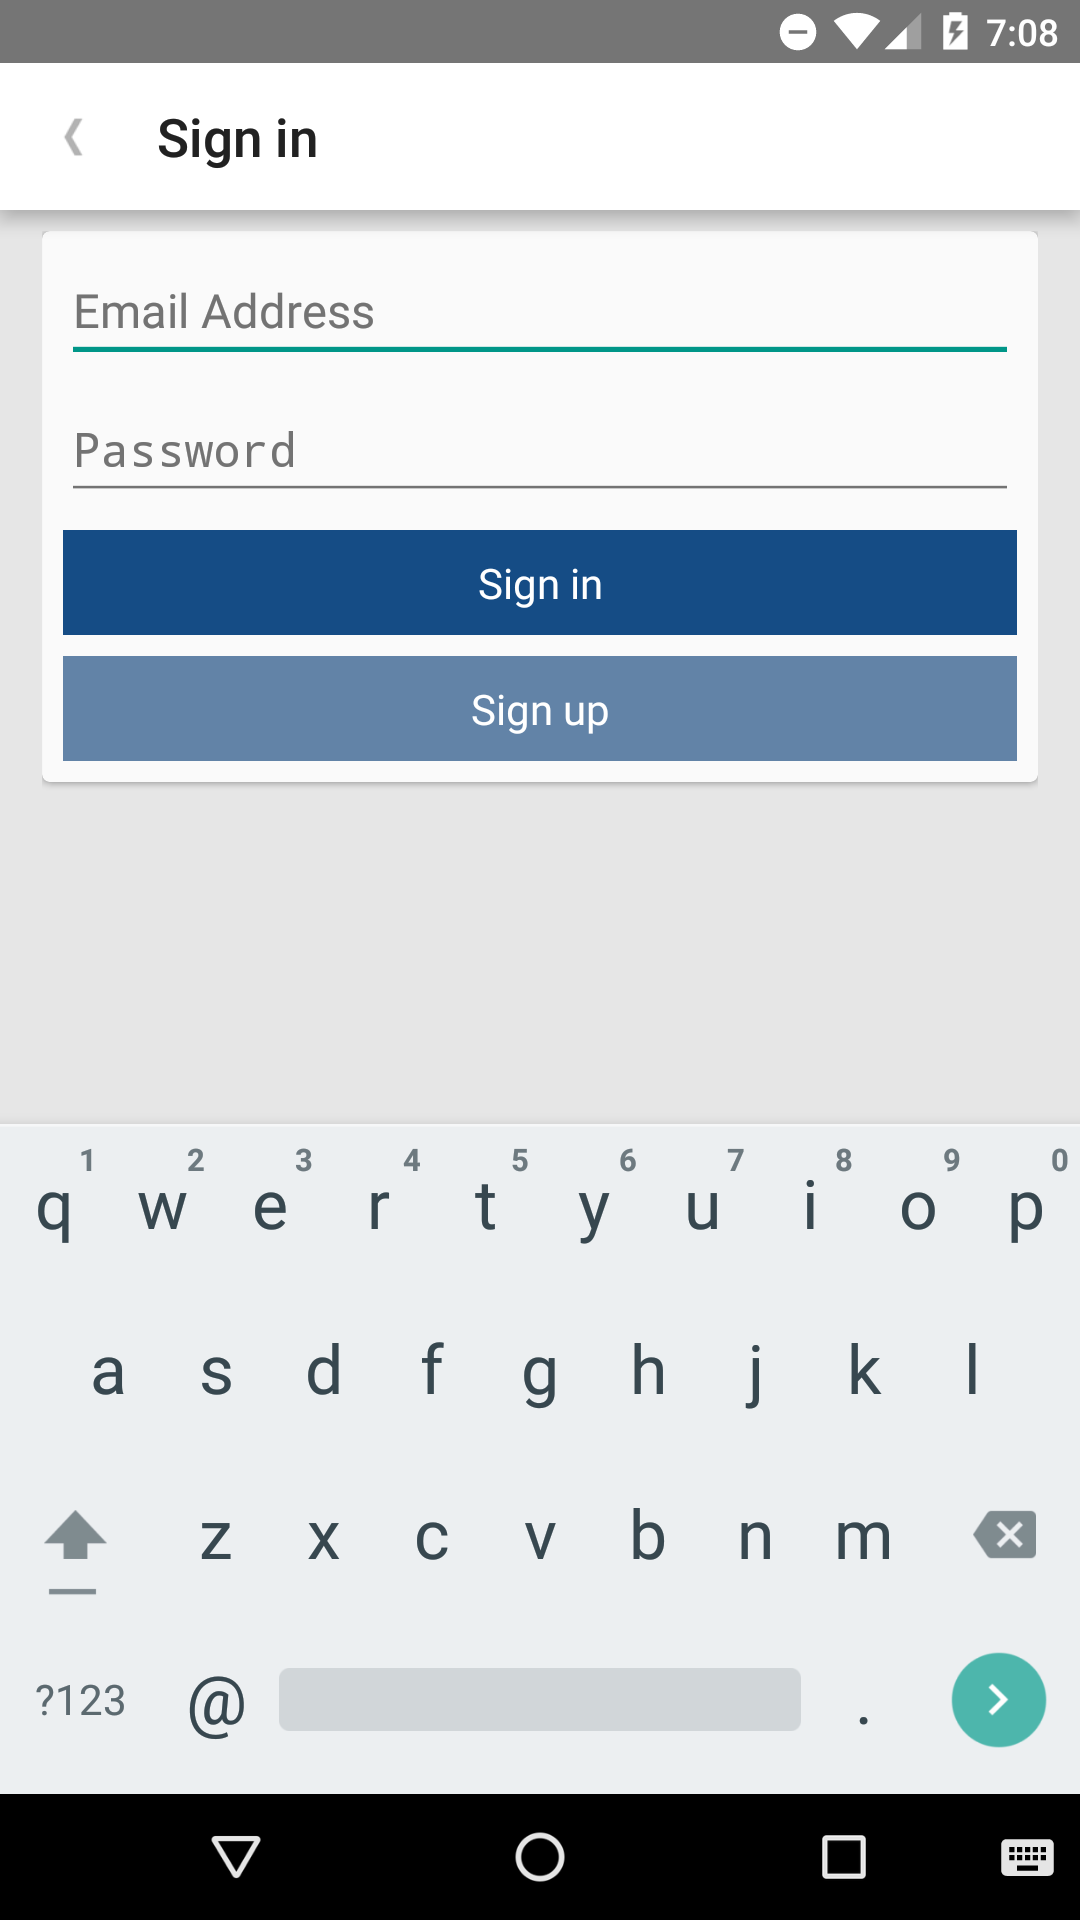 7:08
Sign in
Email Address
Password
Sign in
Sign up
1 2 3 4 5 6 7 8 9 0
q w e r t y u i o p
a s d f g h j k l
z x c v b n m
?123 @ .